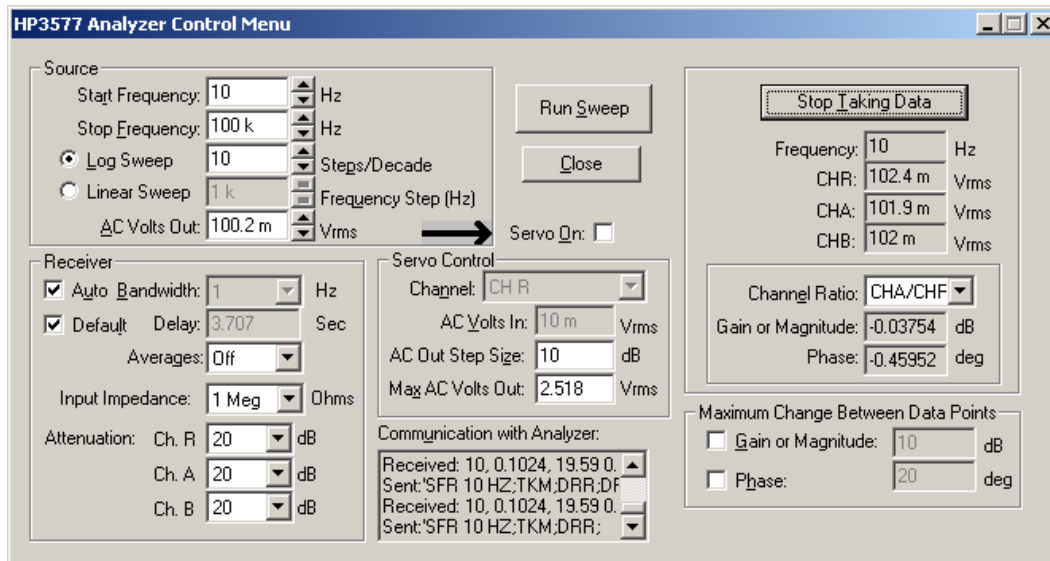 HP3577 Analyzer Control Menu
Source
Start Frequency: 10 Hz
Stop Frequency: 100 k Hz
Log Sweep 10 Steps/Decade
Linear Sweep 1 k Frequency Step (Hz)
AC Volts Out: 100.2 m Vrms
Run Sweep
Close
Servo On:
Receiver
Auto Bandwidth: 1 Hz
Default Delay: 3.707 Sec
Averages: Off
Input Impedance: 1 Meg Ohms
Attenuation: Ch. R 20 dB
Ch. A 20 dB
Ch. B 20 dB
Servo Control
Channel: CH R
AC Volts In: 10 m Vrms
AC Out Step Size: 10 dB
Max AC Volts Out: 2.518 Vrms
Communication with Analyzer:
Received: 10, 0.1024, 19.59 0.
Sent:'SFR 10 HZ;TKM;DRR;DF
Received: 10, 0.1024, 19.59 0.
Sent:'SFR 10 HZ;TKM;DRR;
Stop Taking Data
Frequency: 10 Hz
CHR: 102.4 m Vrms
CHA: 101.9 m Vrms
CHB: 102 m Vrms
Channel Ratio: CHA/CHF
Gain or Magnitude: -0.03754 dB
Phase: -0.45952 deg
Maximum Change Between Data Points
Gain or Magnitude: 10 dB
Phase: 20 deg